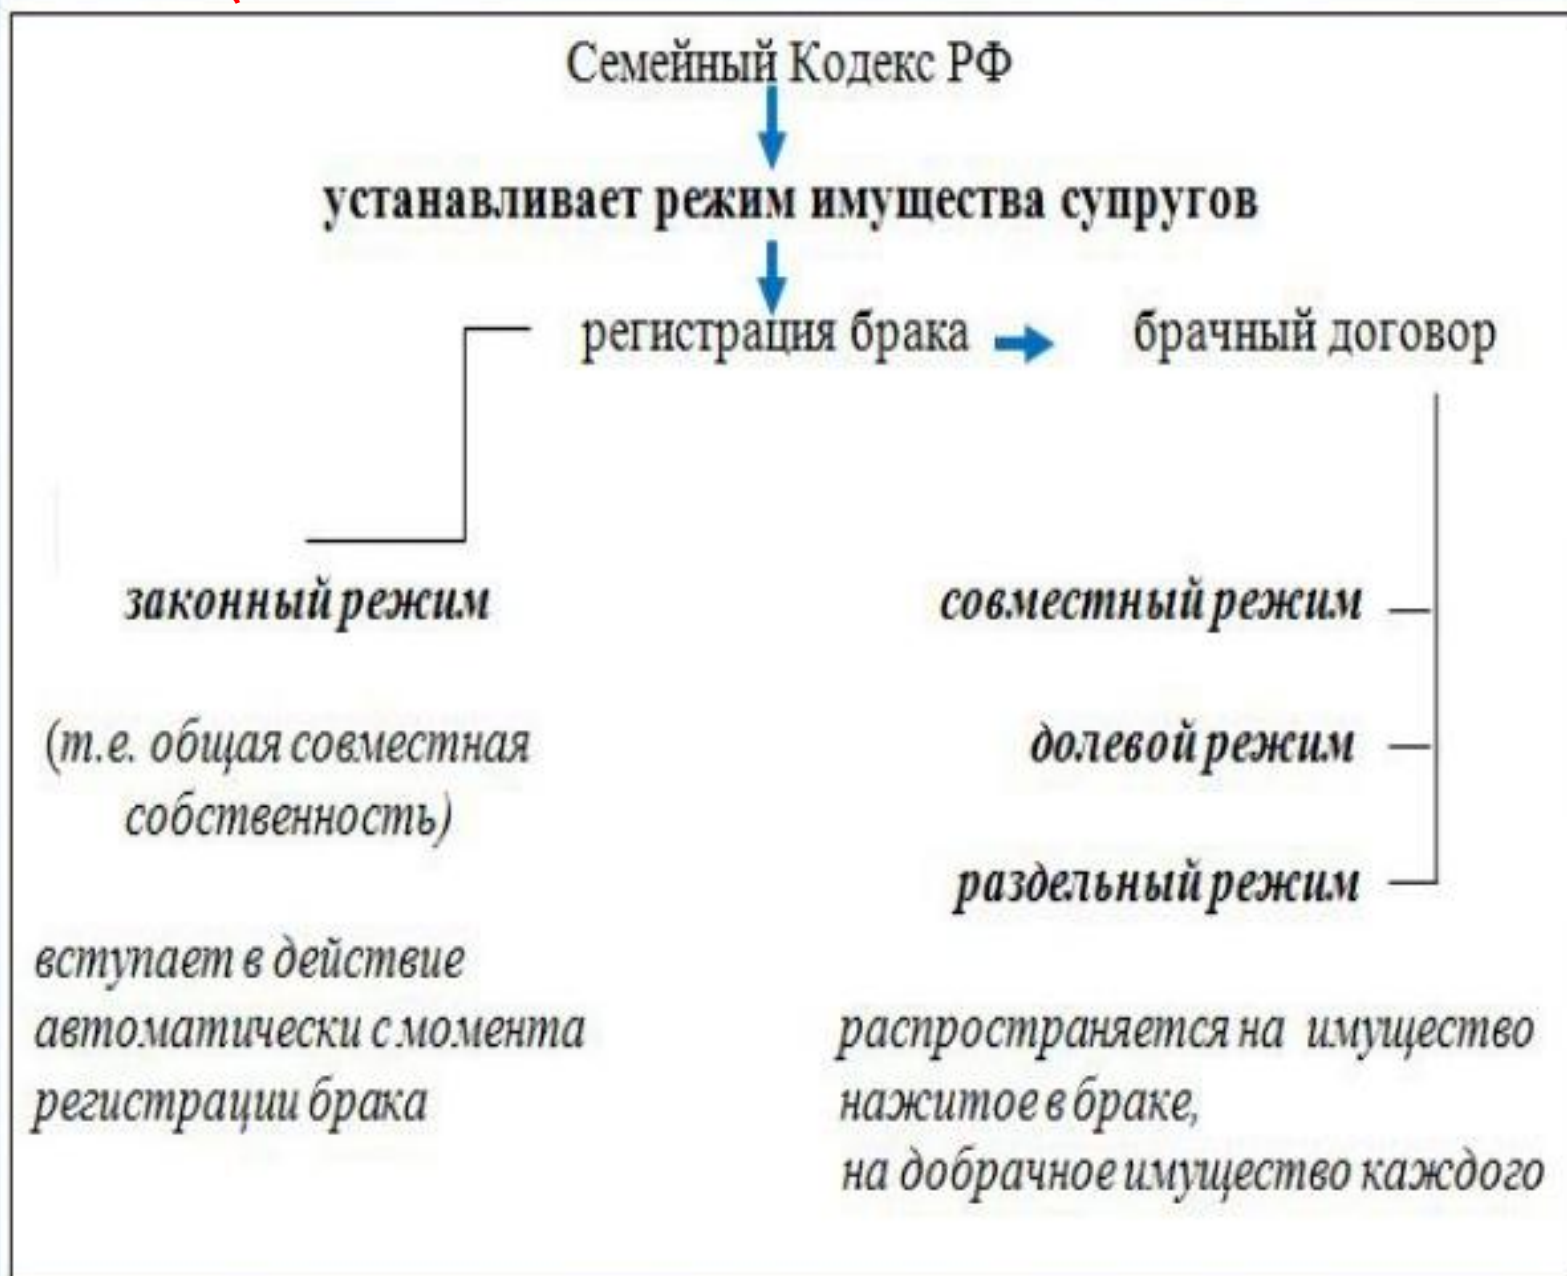 Семейный Кодекс РФ
устанавливает режим имущества супругов
регистрация брака
брачный договор
законный режим
(т.е. общая совместная
собственность)
вступает в действие
автоматически с момента
регистрации брака
совместный режим
долевой режим
раздельный режим
распространяется на имущество
нажитое в браке,
на добрачное имущество каждого